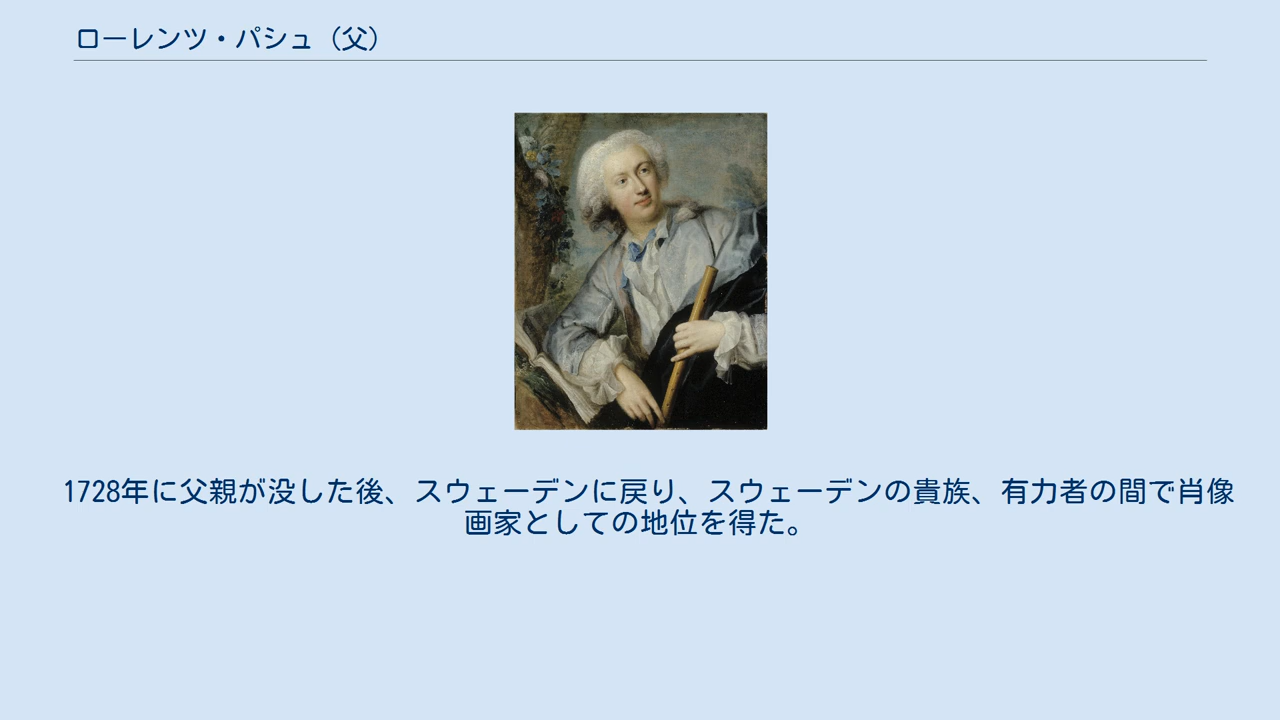 ローレンツ・パシュ（父）
1728年に父親が没した後、スウェーデンに戻り、スウェーデンの貴族、有力者の間で肖像
画家としての地位を得た。